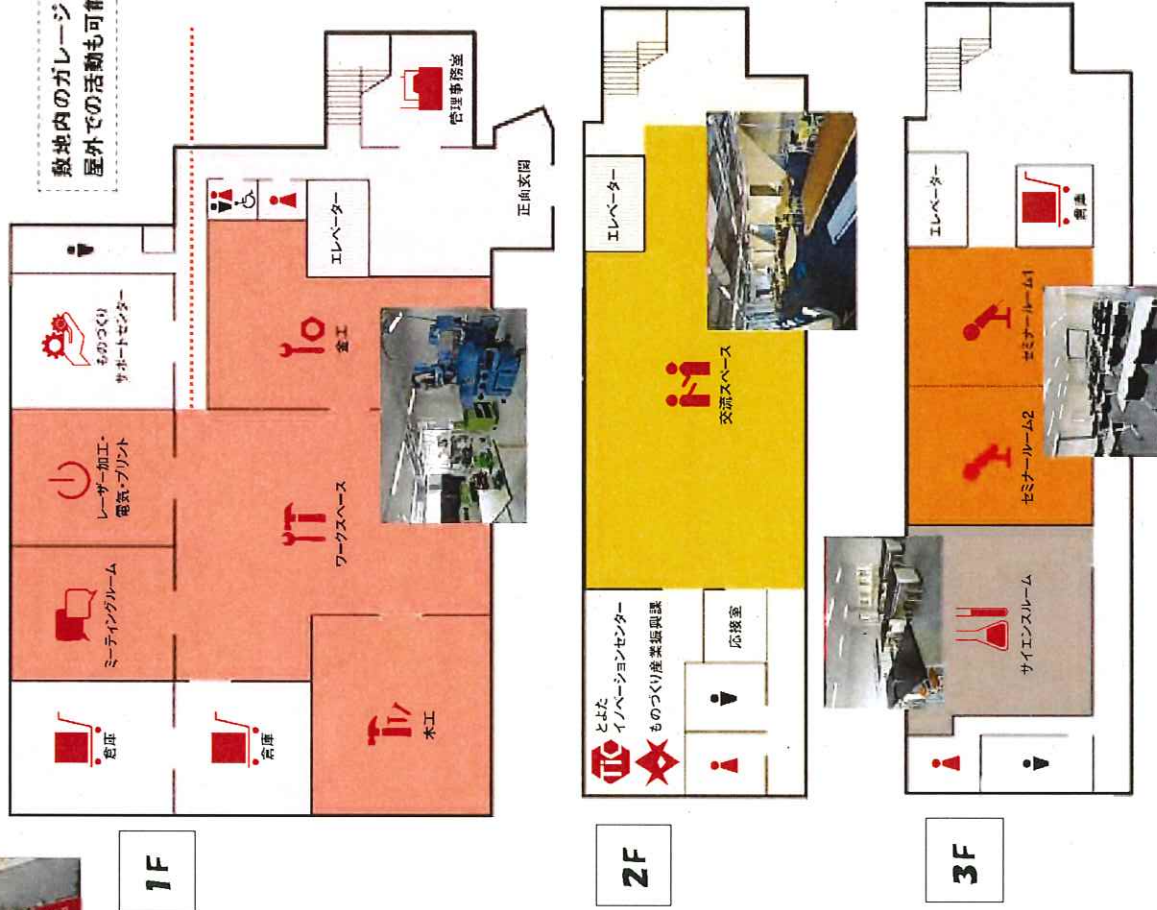 敷地内のガレージ
屋外での活動も可能
1F
倉庫
倉庫
ミーティングルーム
レーザー加工・
電気・プリント
ものづくり
サポートセンター
木工
ワークスペース
金工
エレベーター
管理事務室
正面玄関
2F
TIC
とよた
イノベーションセンター
ものづくり産業振興課
応接室
交流スペース
エレベーター
3F
サイエンスルーム
セミナールーム2
セミナールーム1
エレベーター
倉庫